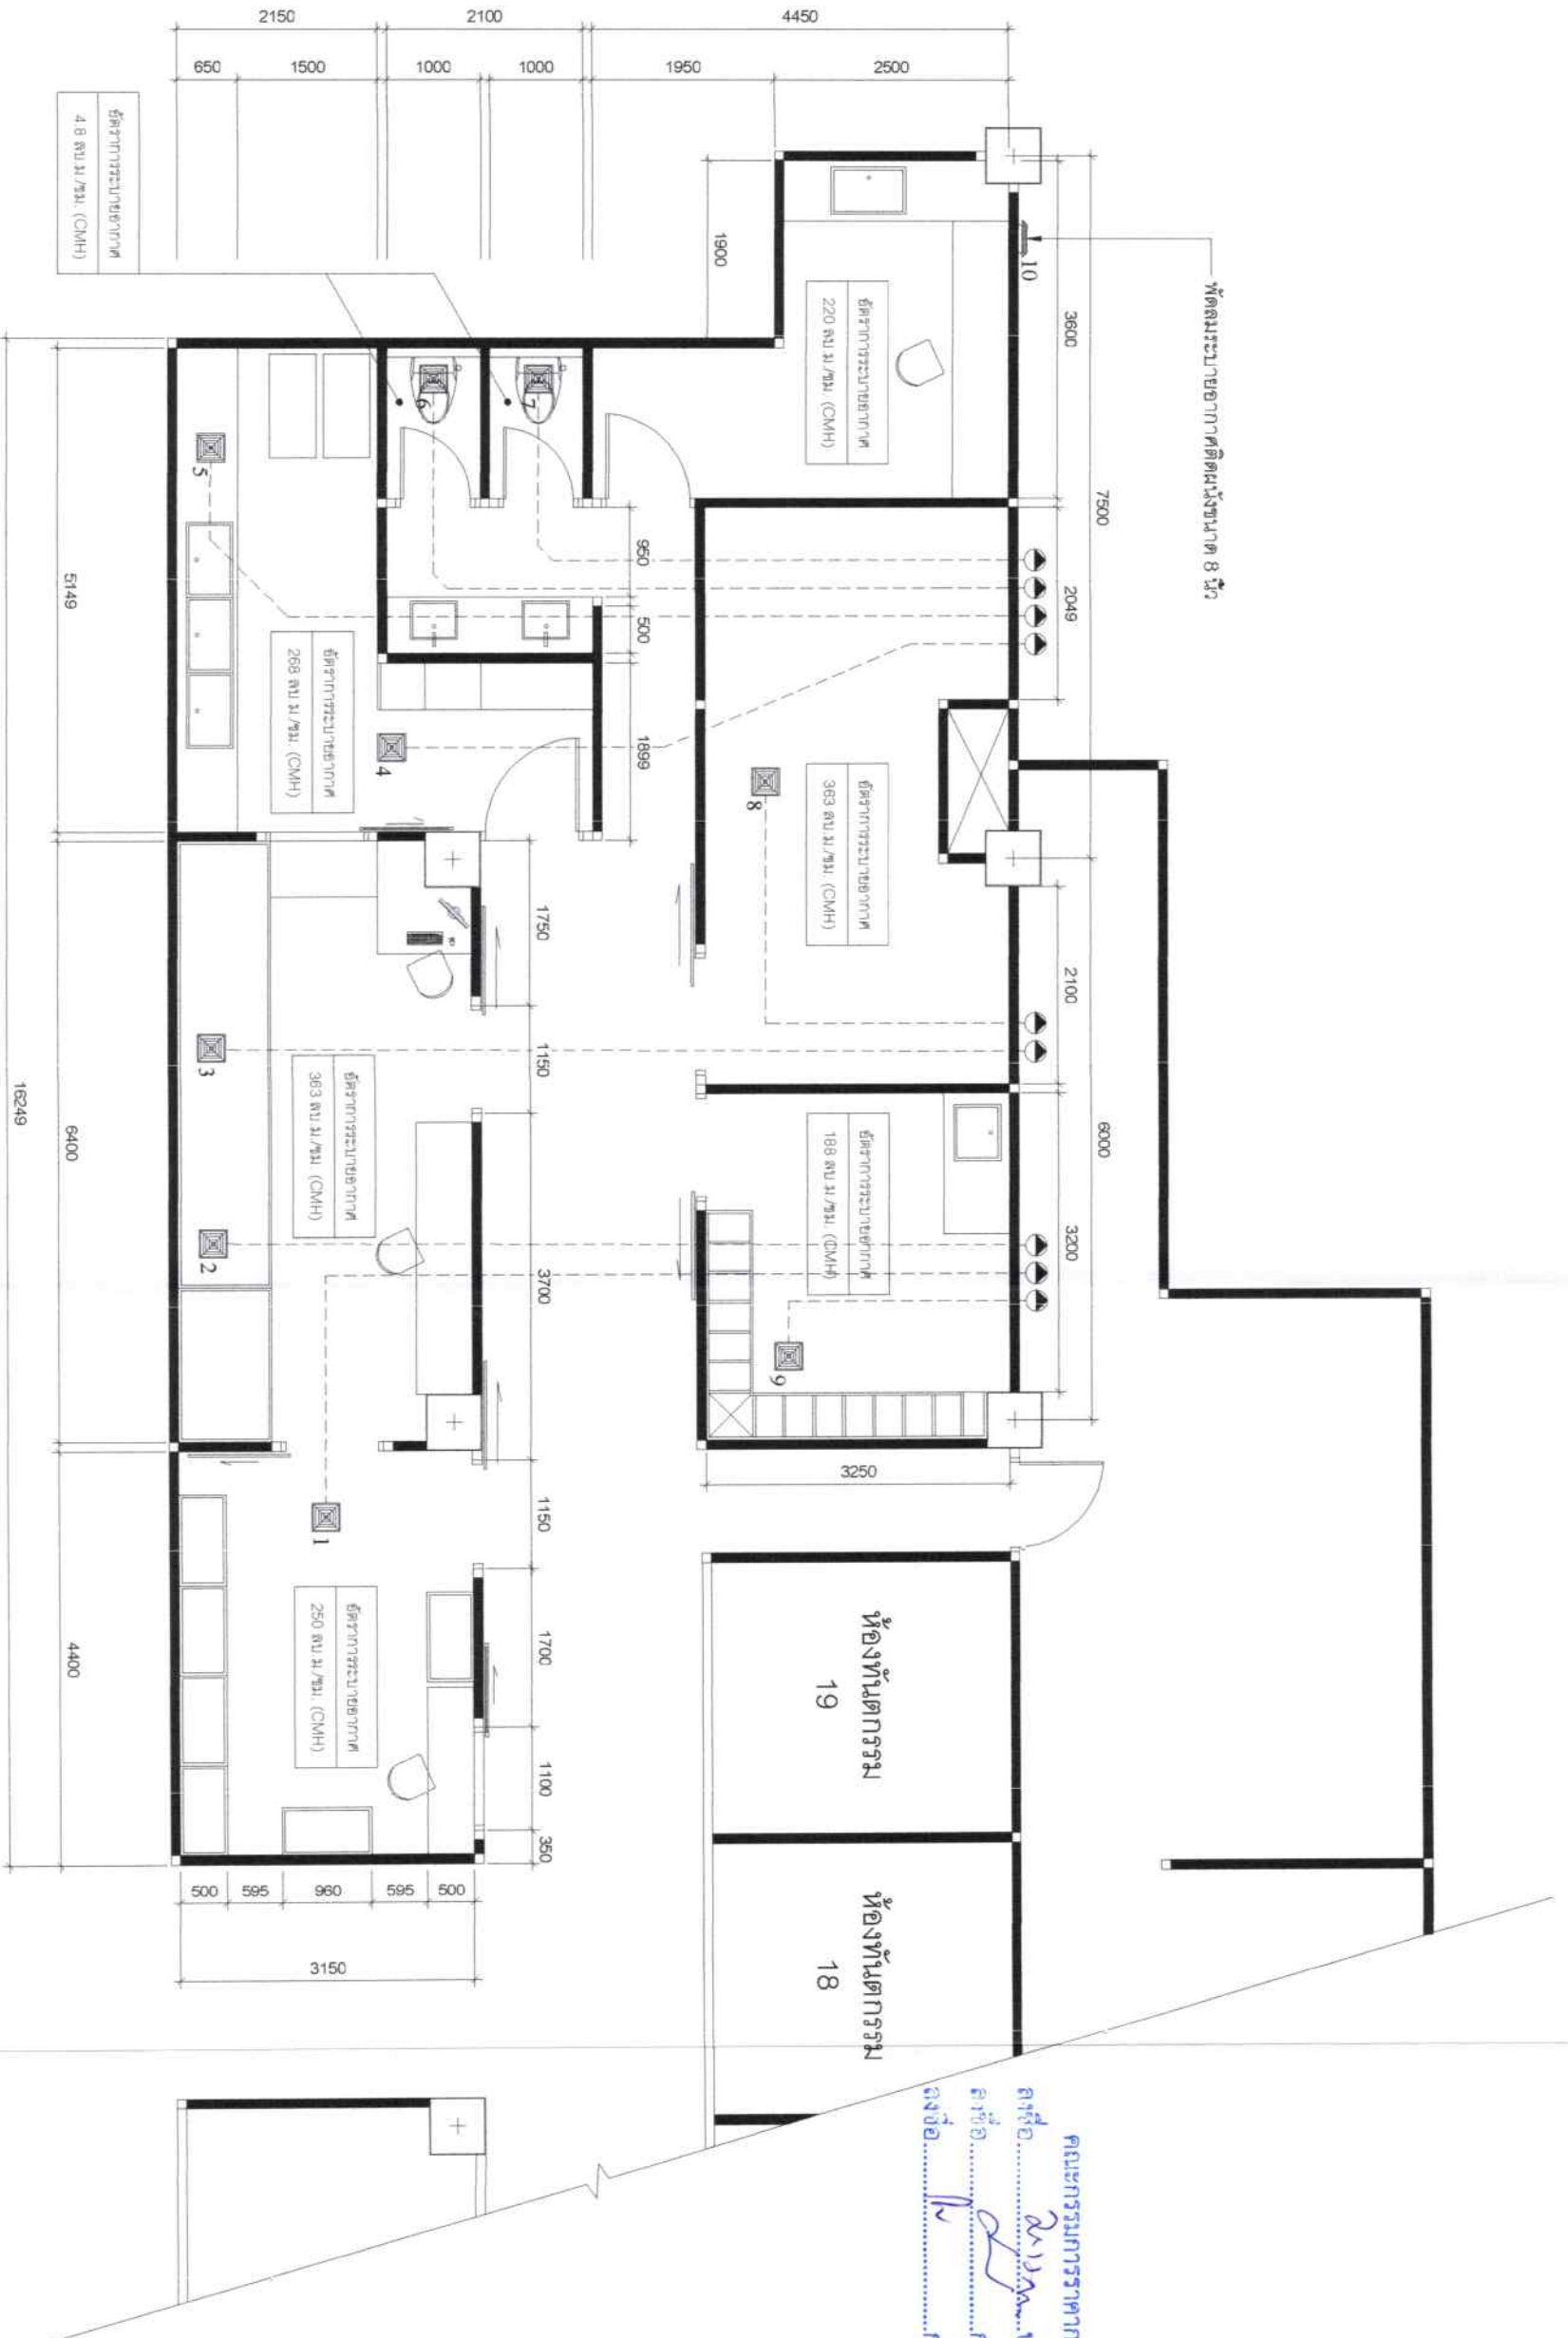 พัดลมระบายอากาศติดผนังขนาด 8 นิ้ว
10
3600
7500
2049
2100
6000
3200
2150
2100
4450
650
1500
1000
1000
1950
2500
1900
อัตราการระบายอากาศ
220 ลบ.ม./ชม. (CMH)
อัตราการระบายอากาศ
4.8 ลบ.ม./ชม. (CMH)
7
6
5
950
500
1899
อัตราการระบายอากาศ
268 ลบ.ม./ชม. (CMH)
4
อัตราการระบายอากาศ
363 ลบ.ม./ชม. (CMH)
8
อัตราการระบายอากาศ
188 ลบ.ม./ชม. (CMH)
9
3250
1750
1150
3700
1150
1700
1100
350
อัตราการระบายอากาศ
363 ลบ.ม./ชม. (CMH)
3
2
1
อัตราการระบายอากาศ
250 ลบ.ม./ชม. (CMH)
ห้องทันตกรรม
19
ห้องทันตกรรม
18
500
595
960
595
500
3150
5149
6400
4400
16249
คณะกรรมการราคาก
ลงชื่อ
ลงชื่อ
ลงชื่อ